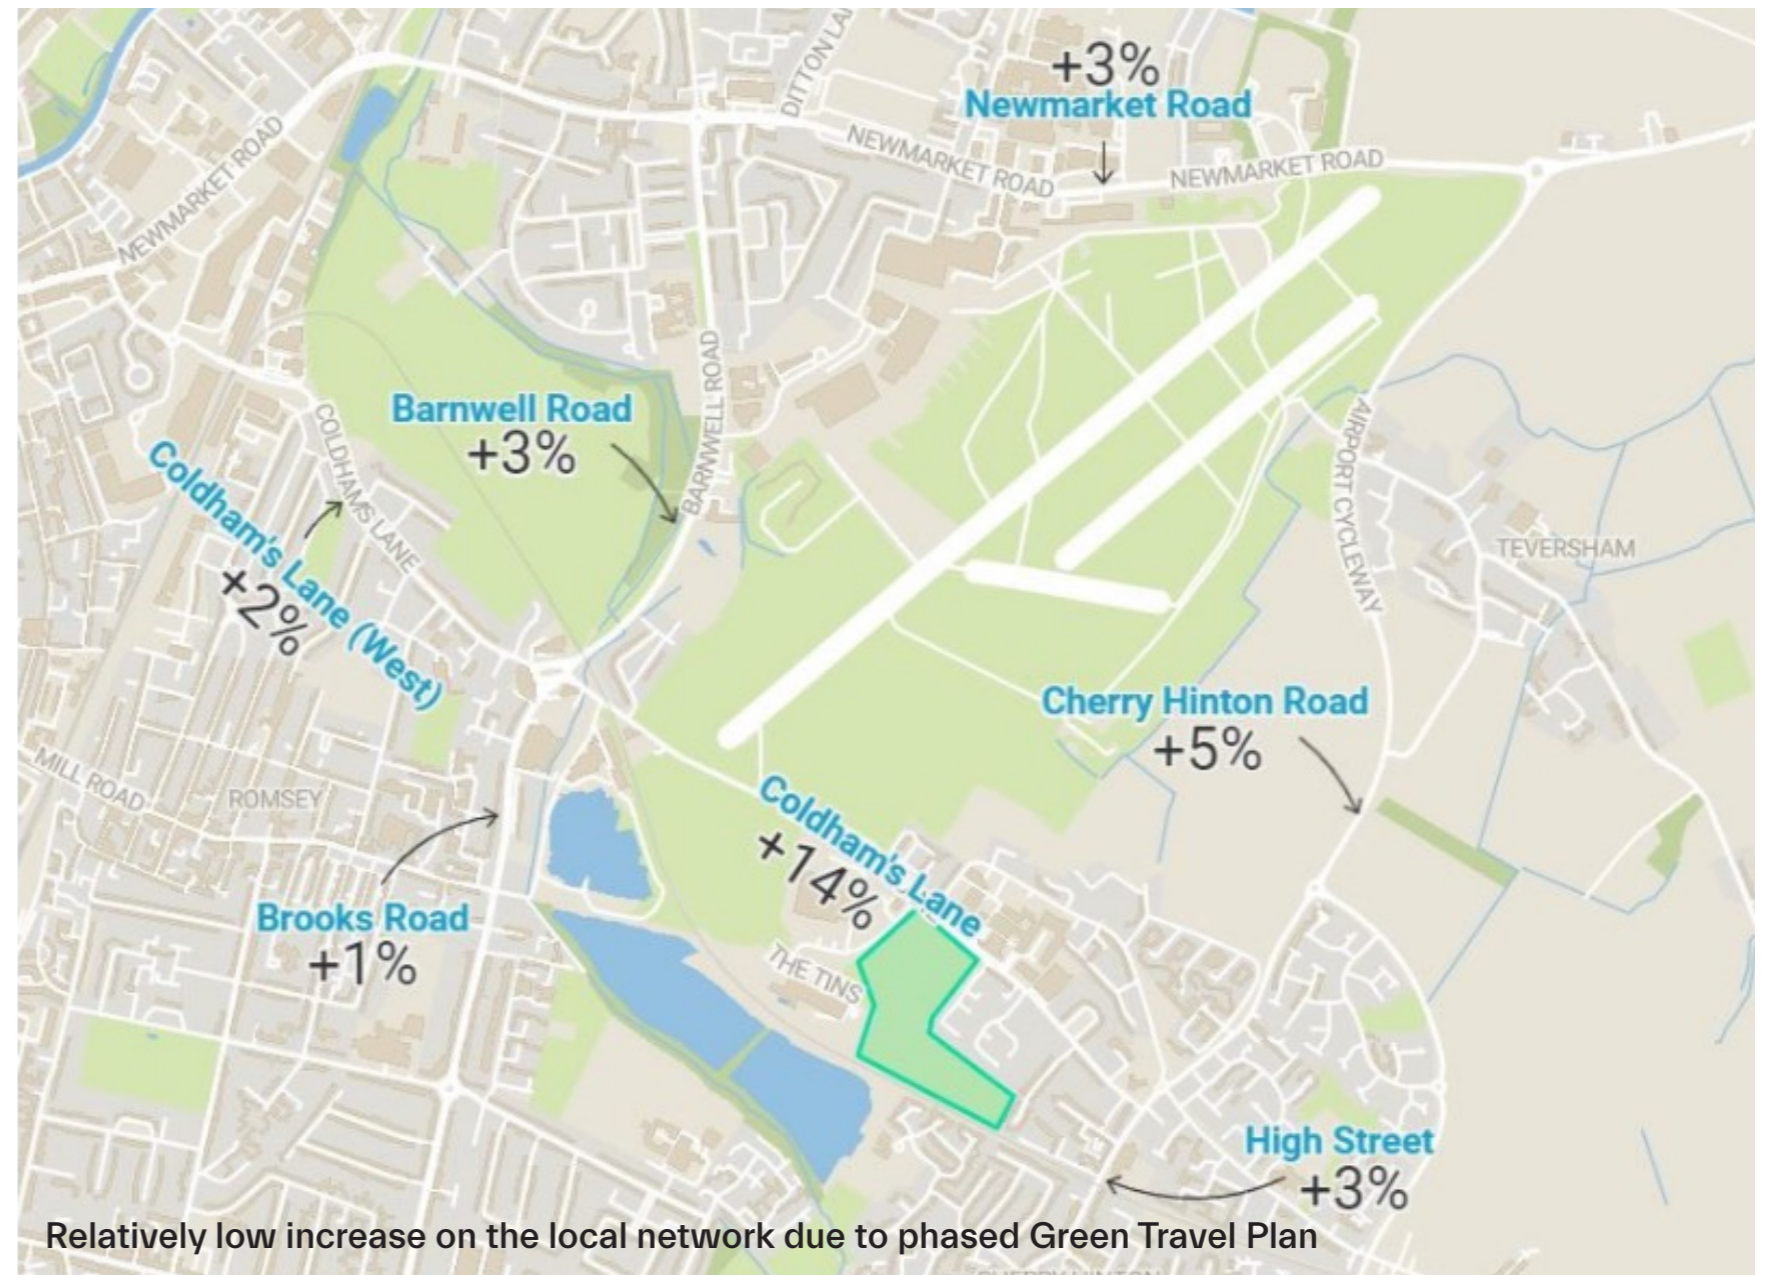 +3%
Newmarket Road
DITTON LA
NEWMARKET ROAD
NEWMARKET ROAD
NEWMARKET ROAD
BARNWELL ROAD
Barnwell Road
+3%
COLDHAM'S LANE
Coldham's Lane (West)
+2%
AIRPORT CYCLEWAY
TEVERSHAM
Cherry Hinton Road
+5%
MILL ROAD
ROMSEY
Coldham's Lane
+14%
Brooks Road
+1%
THE TINS
High Street
+3%
Relatively low increase on the local network due to phased Green Travel Plan